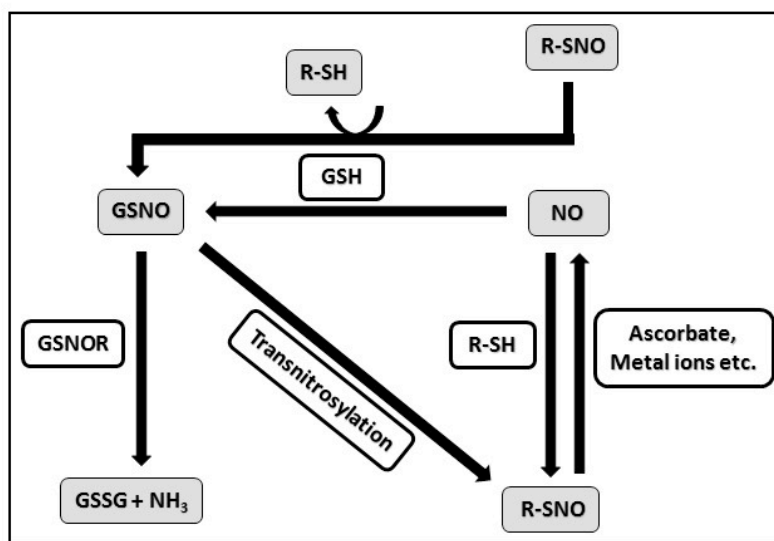 R-SNO
R-SH
GSH
GSNO
NO
GSNOR
Transnitrosylation
R-SH
Ascorbate,
Metal ions etc.
GSSG + NH₃
R-SNO